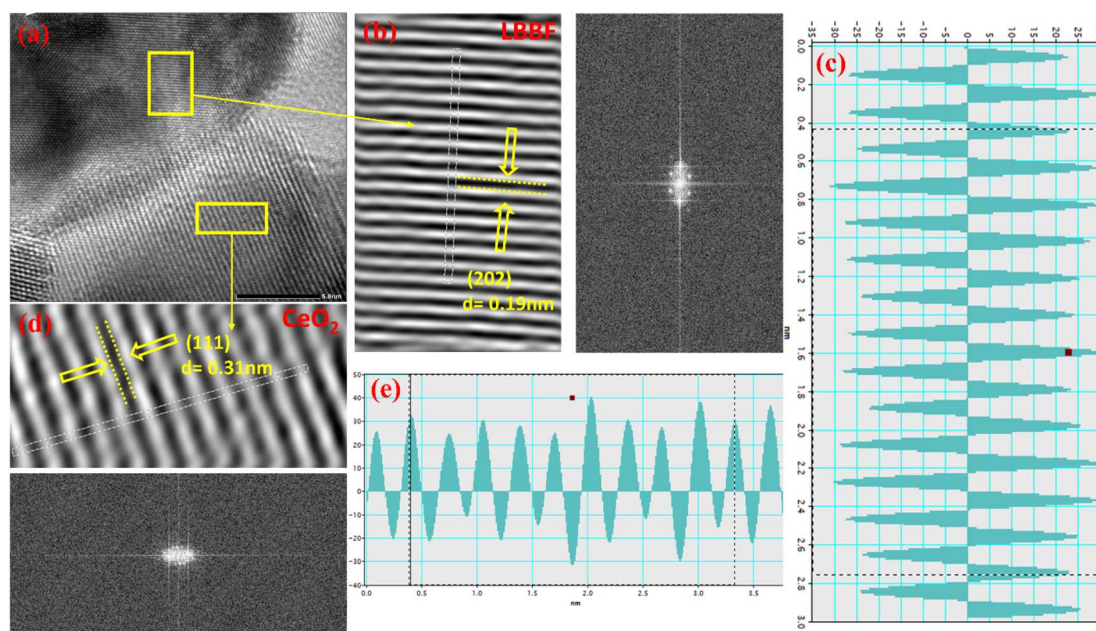 (a)
5.0nm
(b)
LBBF
(202)
d= 0.19nm
(c)
-35 -30 -25 -20 -15 -10 -5 0 5 10 15 20 25
0.0
0.2
0.4
0.6
0.8
1.0
1.2
1.4
nm
1.6
1.8
2.0
2.2
2.4
2.6
2.8
3.0
(d)
CeO₂
(111)
d= 0.31nm
(e)
50
40
30
20
10
0
-10
-20
-30
-40
0.0 0.5 1.0 1.5 2.0 2.5 3.0 3.5
nm